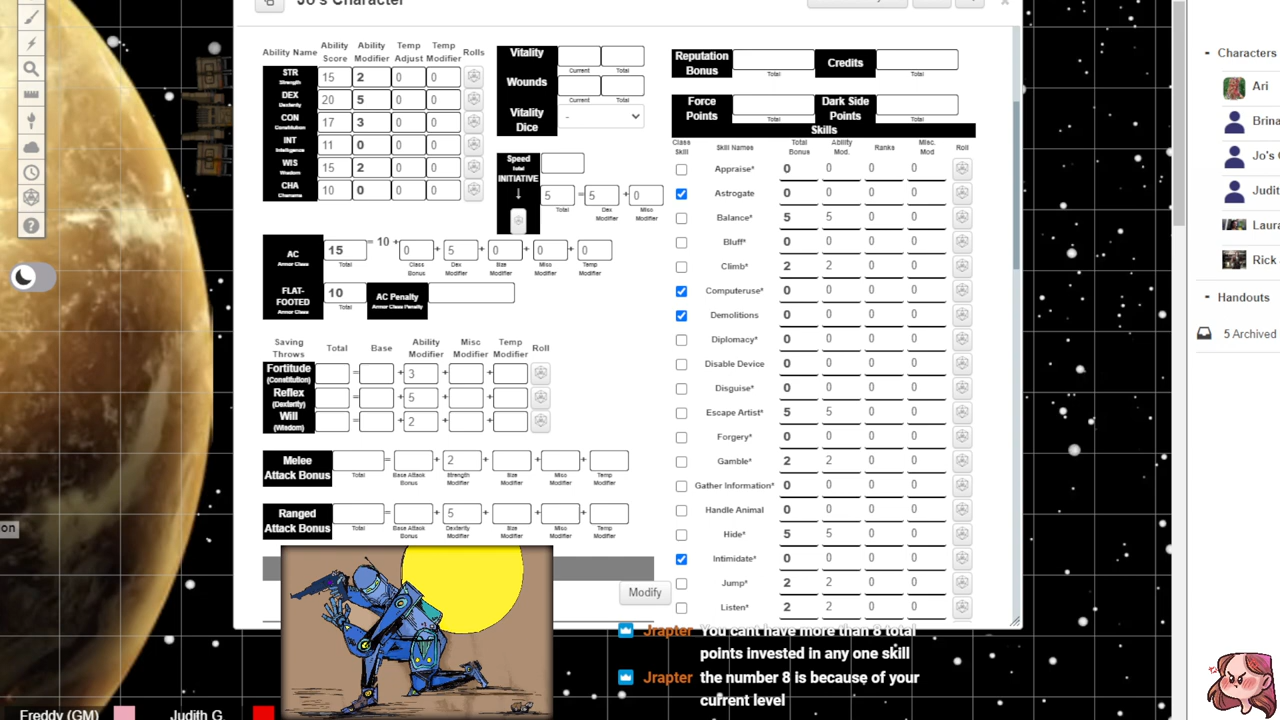 Jo's Character
Ability Name Ability Score Ability Modifier Temp Adjust Temp Modifier Rolls
STR Strength 15 2 0 0
DEX Dexterity 20 5 0 0
CON Constitution 17 3 0 0
INT Intelligence 11 0 0 0
WIS Wisdom 15 2 0 0
CHA Charisma 10 0 0 0
Vitality
Current Total
Wounds
Current Total
Vitality Dice -
Speed Total
INITIATIVE ↓ 5 = 5 + 0
Total Dex Modifier Misc Modifier
AC Armor Class 15 = 10 + 0 + 5 + 0 + 0 + 0
Total Class Bonus Dex Modifier Size Modifier Misc Modifier Temp Modifier
FLAT-FOOTED Armor Class 10 AC Penalty Armor Class Penalty
Total
Saving Throws Total Base Ability Modifier Misc Modifier Temp Modifier Roll
Fortitude (Constitution) = + 3 + +
Reflex (Dexterity) = + 5 + +
Will (Wisdom) = + 2 + +
Melee Attack Bonus = + 2 + + +
Total Base Attack Bonus Strength Modifier Size Modifier Misc Modifier Temp Modifier
Ranged Attack Bonus = + 5 + + +
Total Base Attack Bonus Dexterity Modifier Size Modifier Misc Modifier Temp Modifier
Modify
Reputation Bonus Credits
Total Total
Force Points Dark Side Points
Total Total
Skills
Class Skill Skill Names Total Bonus Ability Mod. Ranks Misc. Mod Roll
Appraise* 0 0 0 0
Astrogate 0 0 0 0
Balance* 5 5 0 0
Bluff* 0 0 0 0
Climb* 2 2 0 0
Computeruse* 0 0 0 0
Demolitions 0 0 0 0
Diplomacy* 0 0 0 0
Disable Device 0 0 0 0
Disguise* 0 0 0 0
Escape Artist* 5 5 0 0
Forgery* 0 0 0 0
Gamble* 2 2 0 0
Gather Information* 0 0 0 0
Handle Animal 0 0 0 0
Hide* 5 5 0 0
Intimidate* 0 0 0 0
Jump* 2 2 0 0
Listen* 2 2 0 0
Jrapter You cant have more than 8 total
points invested in any one skill
Jrapter the number 8 is because of your
current level
Characters
Ari
Brina
Jo's
Judit
Laura
Rick
Handouts
5 Archived
on
Freddy (GM)
Judith G.